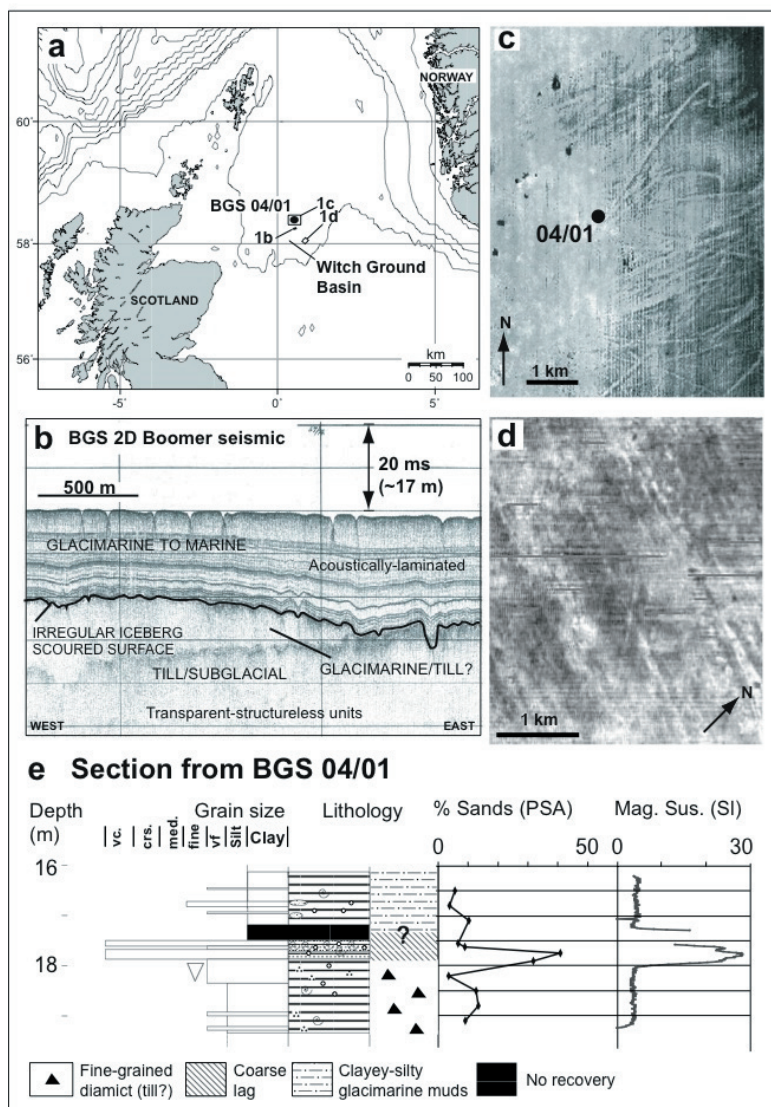 a
NORWAY
60
BGS 04/01
1c
1d
1b
58
Witch Ground
Basin
SCOTLAND
56
km
0 50 100
-5° 0° 5°
c
04/01
N
1 km
b BGS 2D Boomer seismic
20 ms
(~17 m)
500 m
GLACIMARINE TO MARINE
Acoustically-laminated
IRREGULAR ICEBERG
SCOURED SURFACE
GLACIMARINE/TILL?
TILL/SUBGLACIAL
Transparent-structureless units
WEST EAST
d
N
1 km
e Section from BGS 04/01
Depth
(m)
Grain size
vc. crs. med. fine vf Silt Clay
Lithology
% Sands (PSA)
0 50
Mag. Sus. (SI)
0 30
16
?
18
Fine-grained
diamict (till?)
Coarse
lag
Clayey-silty
glacimarine muds
No recovery